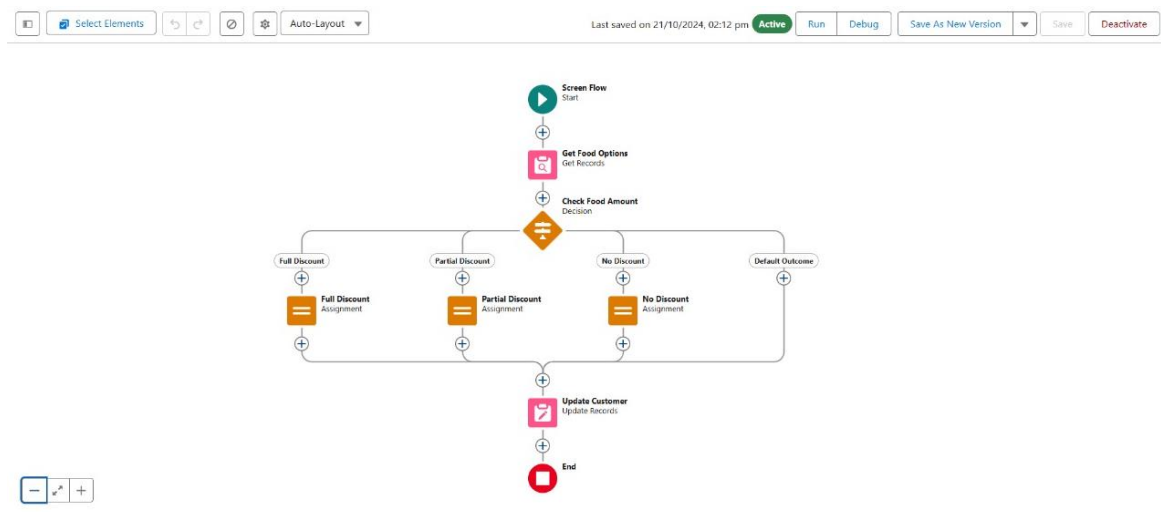 Select Elements
Auto-Layout
Last saved on 21/10/2024, 02:12 pm
Active
Run
Debug
Save As New Version
Save
Deactivate
Screen Flow
Start
Get Food Options
Get Records
Check Food Amount
Decision
Full Discount
Partial Discount
No Discount
Default Outcome
Full Discount
Assignment
Partial Discount
Assignment
No Discount
Assignment
Update Customer
Update Records
End